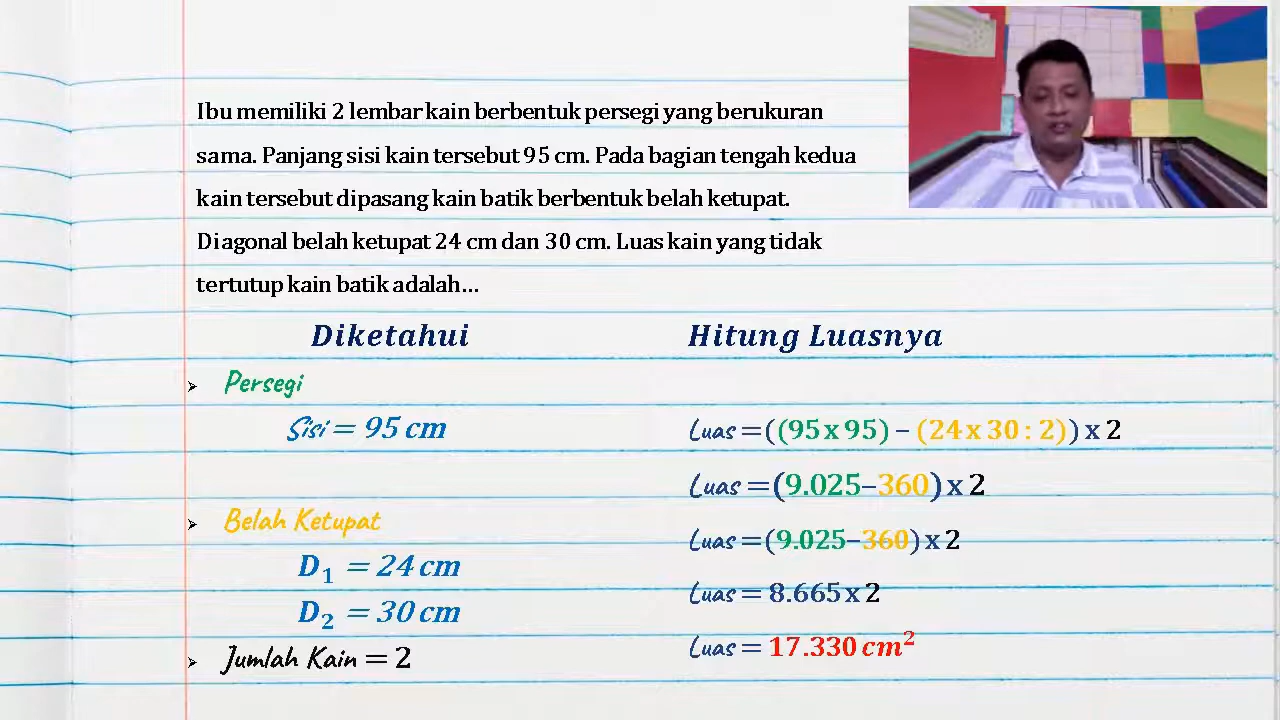 Ibu memiliki 2 lembar kain berbentuk persegi yang berukuran
sama. Panjang sisi kain tersebut 95 cm. Pada bagian tengah kedua
kain tersebut dipasang kain batik berbentuk belah ketupat.
Diagonal belah ketupat 24 cm dan 30 cm. Luas kain yang tidak
tertutup kain batik adalah...
Diketahui
Persegi
Sisi = 95 cm
Belah Ketupat
D₁ = 24 cm
D₂ = 30 cm
Jumlah Kain = 2
Hitung Luasnya
Luas =((95 x 95) – (24 x 30 : 2)) x 2
Luas =(9.025–360) x 2
Luas =(9.025–360) x 2
Luas = 8.665 x 2
Luas = 17.330 cm²